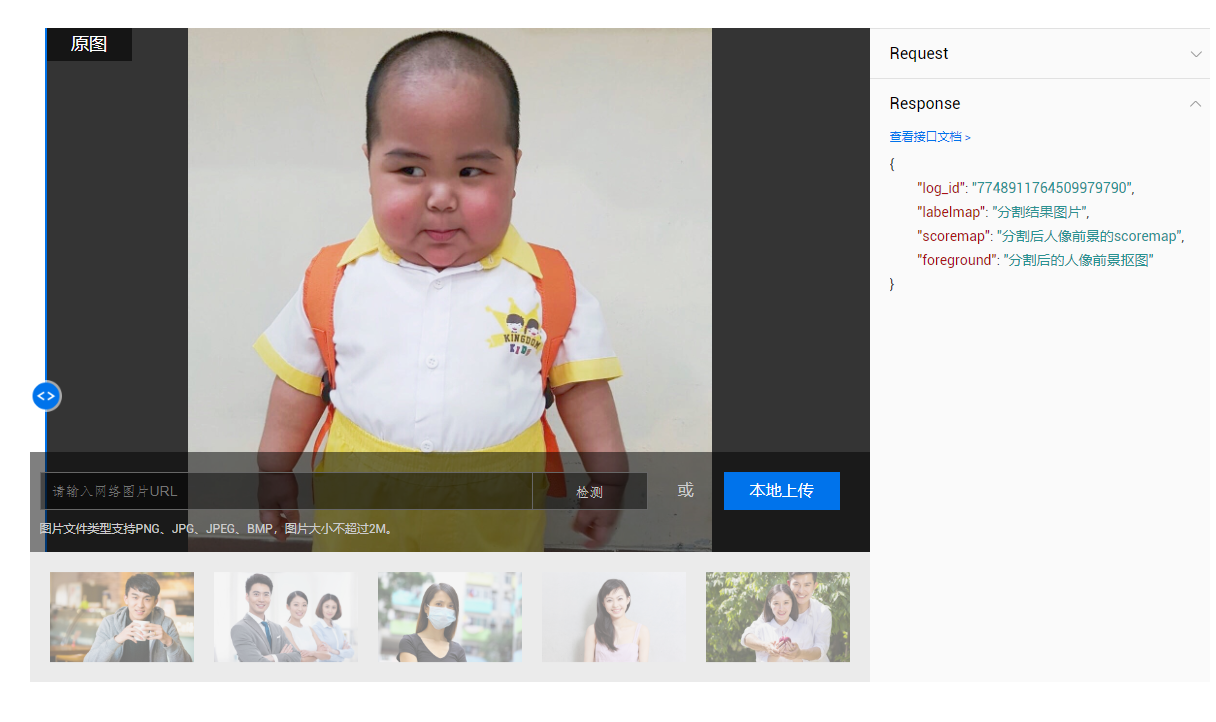 原图
KINGDOM
KIDS
请输入网络图片URL
检测
或
本地上传
图片文件类型支持PNG、JPG、JPEG、BMP，图片大小不超过2M。
Request
Response
查看接口文档 >
{
"log_id": "7748911764509979790",
"labelmap": "分割结果图片",
"scoremap": "分割后人像前景的scoremap",
"foreground": "分割后的人像前景抠图"
}